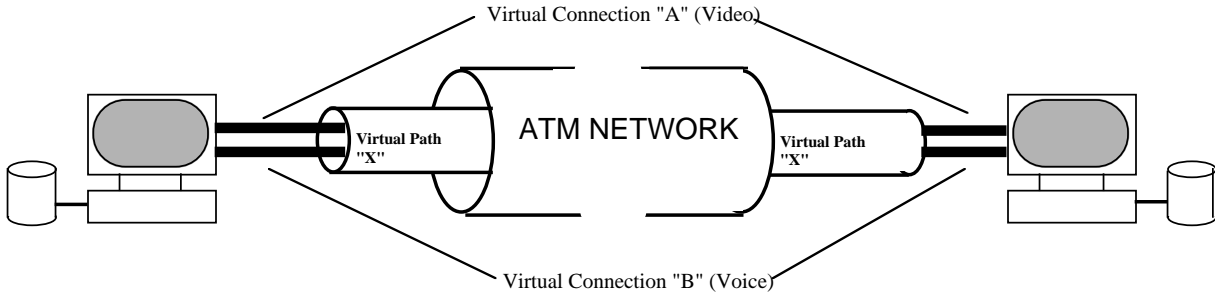 Virtual Connection "A" (Video)
Virtual Path
"X"
ATM NETWORK
Virtual Path
"X"
Virtual Connection "B" (Voice)